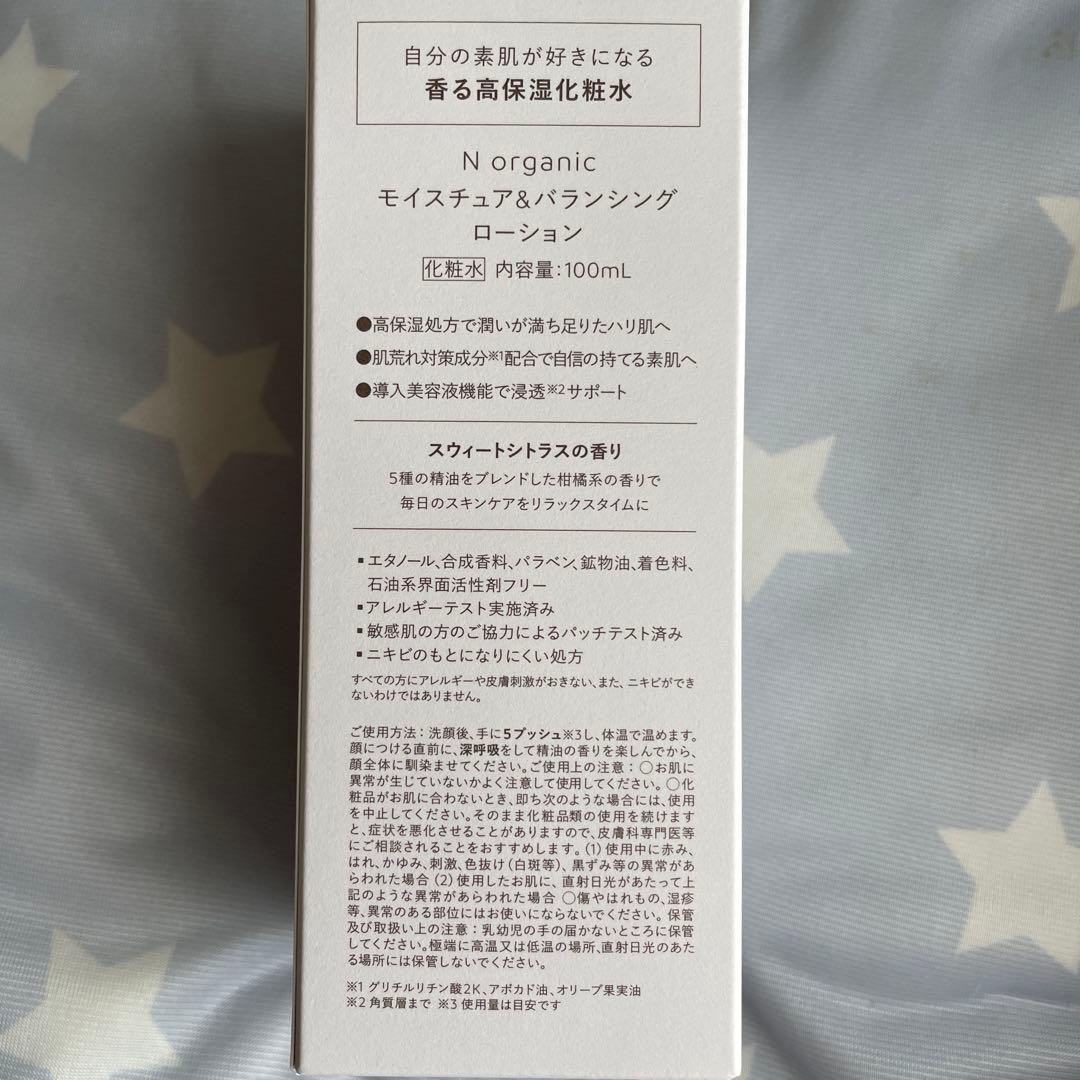 自分の素肌が好きになる
香る高保湿化粧水
N organic
モイスチュア&バランシング
ローション
化粧水 内容量:100mL
●高保湿処方で潤いが満ち足りたハリ肌へ
●肌荒れ対策成分※1配合で自信の持てる素肌へ
●導入美容液機能で浸透※2サポート
スウィートシトラスの香り
5種の精油をブレンドした柑橘系の香りで
毎日のスキンケアをリラックスタイムに
▪エタノール、合成香料、パラベン、鉱物油、着色料、
石油系界面活性剤フリー
▪アレルギーテスト実施済み
▪敏感肌の方のご協力によるパッチテスト済み
▪ニキビのもとになりにくい処方
すべての方にアレルギーや皮膚刺激がおきない、また、ニキビができ
ないわけではありません。
ご使用方法：洗顔後、手に5プッシュ※3し、体温で温めます。
顔につける直前に、深呼吸をして精油の香りを楽しんでから、
顔全体に馴染ませてください。ご使用上の注意：○お肌に
異常が生じていないかよく注意して使用してください。○化
粧品がお肌に合わないとき、即ち次のような場合には、使用
を中止してください。そのまま化粧品類の使用を続けます
と、症状を悪化させることがありますので、皮膚科専門医等
にご相談されることをおすすめします。(1)使用中に赤み、
はれ、かゆみ、刺激、色抜け(白斑等)、黒ずみ等の異常があ
らわれた場合(2)使用したお肌に、直射日光があたって上
記のような異常があらわれた場合 ○傷やはれもの、湿疹
等、異常のある部位にはお使いにならないでください。保管
及び取扱い上の注意：乳幼児の手の届かないところに保管
してください。極端に高温又は低温の場所、直射日光のあた
る場所には保管しないでください。
※1 グリチルリチン酸2K、アボカド油、オリーブ果実油
※2 角質層まで ※3 使用量は目安です